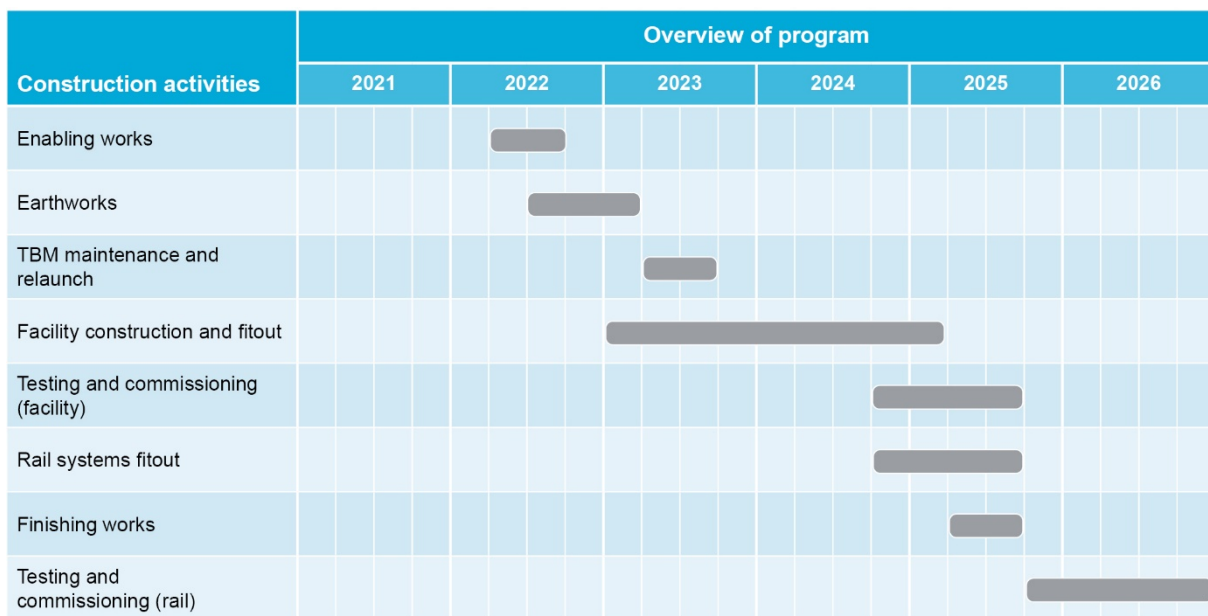 Construction activities
Overview of program
2021 2022 2023 2024 2025 2026
Enabling works
Earthworks
TBM maintenance and
relaunch
Facility construction and fitout
Testing and commissioning
(facility)
Rail systems fitout
Finishing works
Testing and
commissioning (rail)